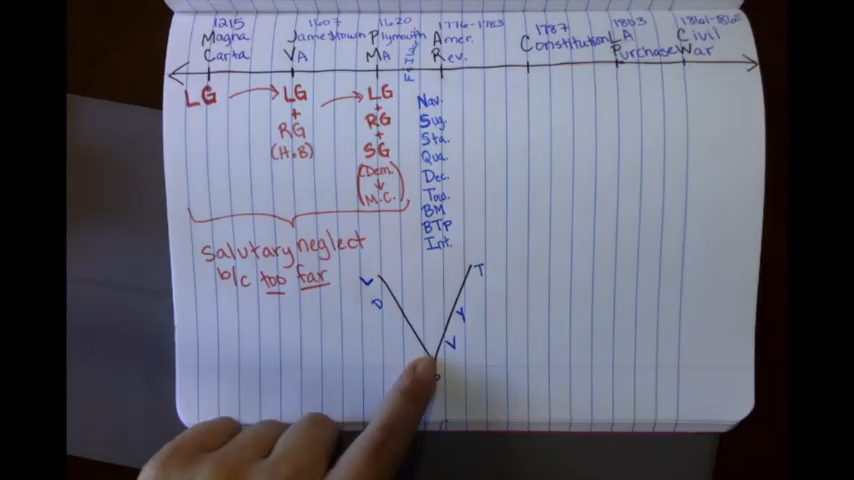 1215
Magna
Carta
1607
Jamestown
VA
1620
Plymouth
MA
F & I War
1776-1783
Amer.
Rev.
1787
Constitution
1803
LA
Purchase
1861-1865
Civil
War
LG
LG
+
RG
(H.B)
LG
+
RG
+
SG
(Dem.
M.C.)
Nav.
Sug.
Sta.
Qua.
Dec.
Tow.
BM
BTP
Int.
salutary neglect
b/c too far
L
D
T
Y
V